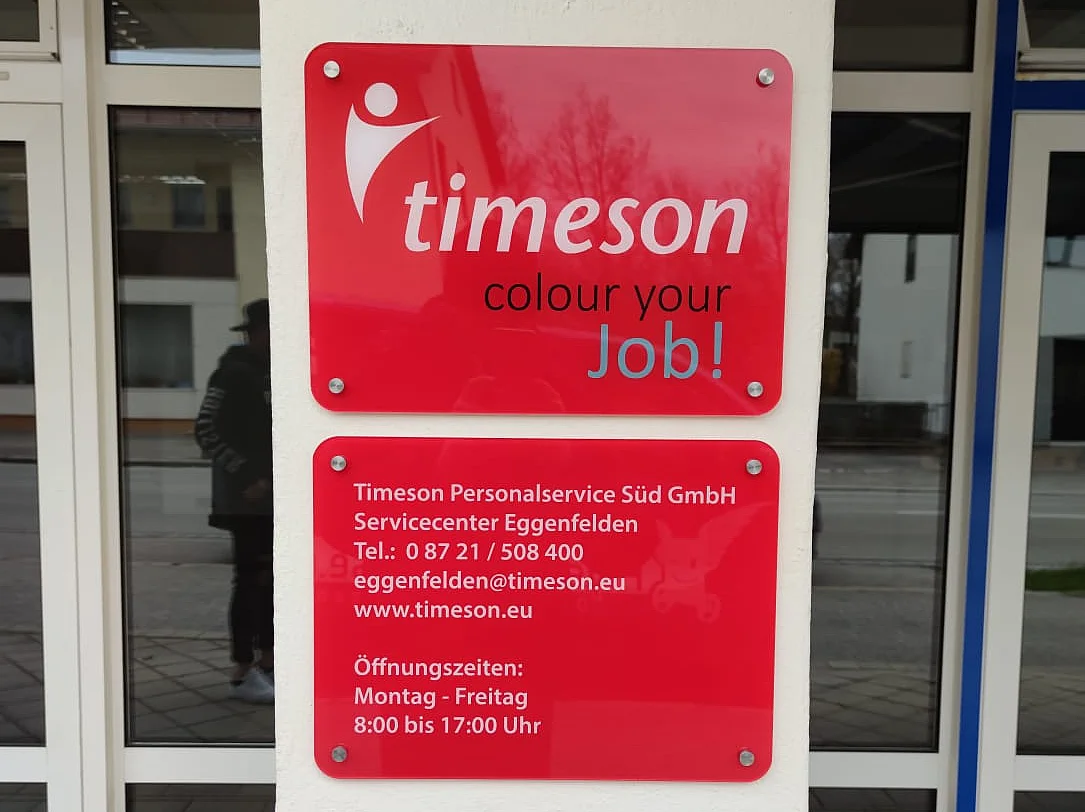 timeson
colour your
Job!
Timeson Personalservice Süd GmbH
Servicecenter Eggenfelden
Tel.: 0 87 21 / 508 400
eggenfelden@timeson.eu
www.timeson.eu
Öffnungszeiten:
Montag - Freitag
8:00 bis 17:00 Uhr